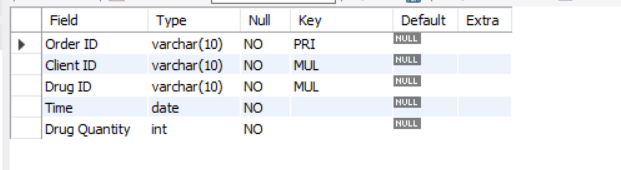 Field Type Null Key Default Extra
Order ID varchar(10) NO PRI NULL
Client ID varchar(10) NO MUL NULL
Drug ID varchar(10) NO MUL NULL
Time date NO NULL
Drug Quantity int NO NULL